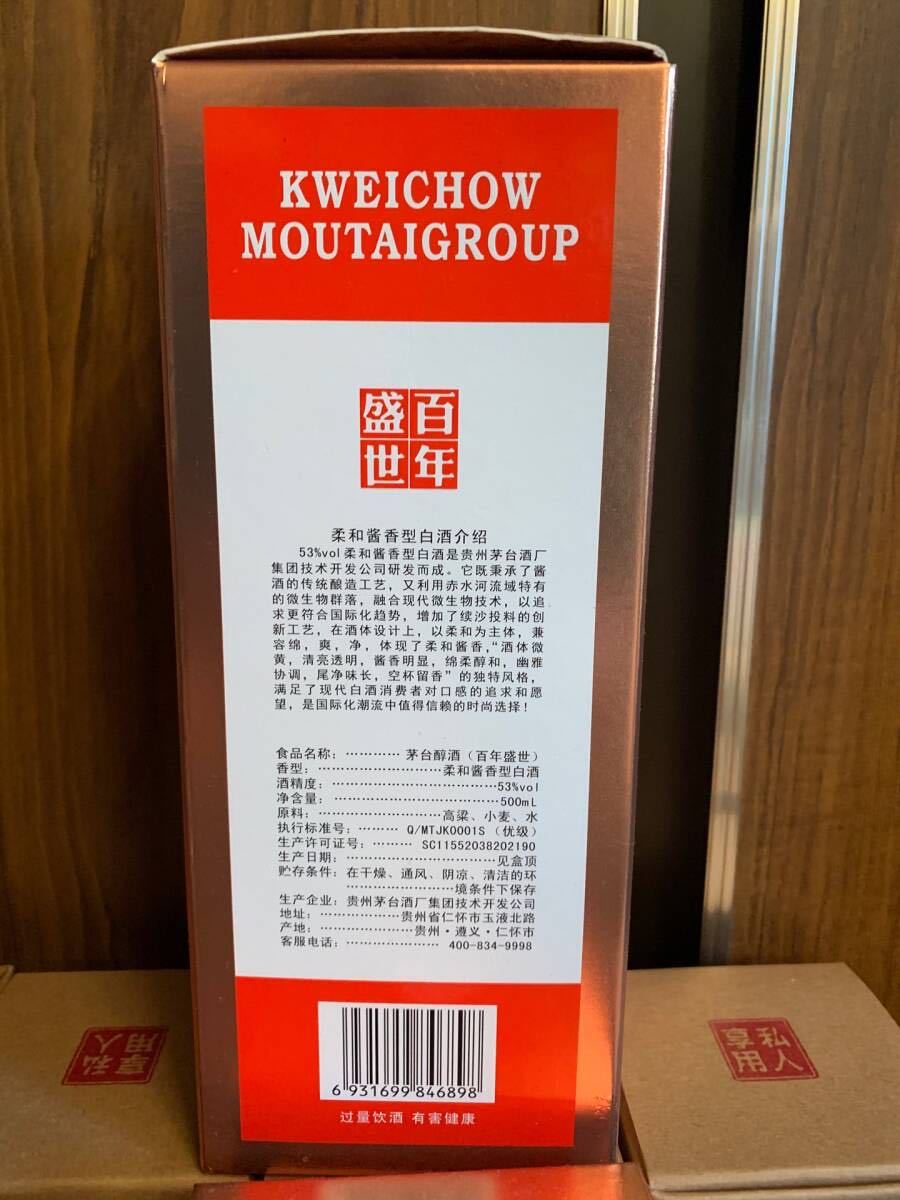 KWEICHOW
MOUTAIGROUP
百年
盛世
柔和酱香型白酒介绍
53%vol柔和酱香型白酒是贵州茅台酒厂
集团技术开发公司研发而成。它既秉承了酱
酒的传统酿造工艺，又利用赤水河流域特有
的微生物群落，融合现代微生物技术，以追
求更符合国际化趋势，增加了续沙投料的创
新工艺，在酒体设计上，以柔和为主体，兼
容绵，爽，净，体现了柔和酱香，“酒体微
黄，清亮透明，酱香明显，绵柔醇和，幽雅
协调，尾净味长，空杯留香”的独特风格，
满足了现代白酒消费者对口感的追求和愿
望，是国际化潮流中值得信赖的时尚选择！
食品名称：…………茅台醇酒（百年盛世）
香型：……………………柔和酱香型白酒
酒精度：……………………………53%vol
净含量：……………………………500mL
原料：……………………高粱、小麦、水
执行标准号：………Q/MTJK0001S（优级）
生产许可证号：………SC11552038202190
生产日期：…………………………见盒顶
贮存条件：在干燥、通风、阴凉、清洁的环
…………………境条件下保存
生产企业：贵州茅台酒厂集团技术开发公司
地址：……………贵州省仁怀市玉液北路
产地：………………贵州·遵义·仁怀市
客服电话：………………400-834-9998
6 931699 846898
过量饮酒 有害健康
私人
享用
私人
享用